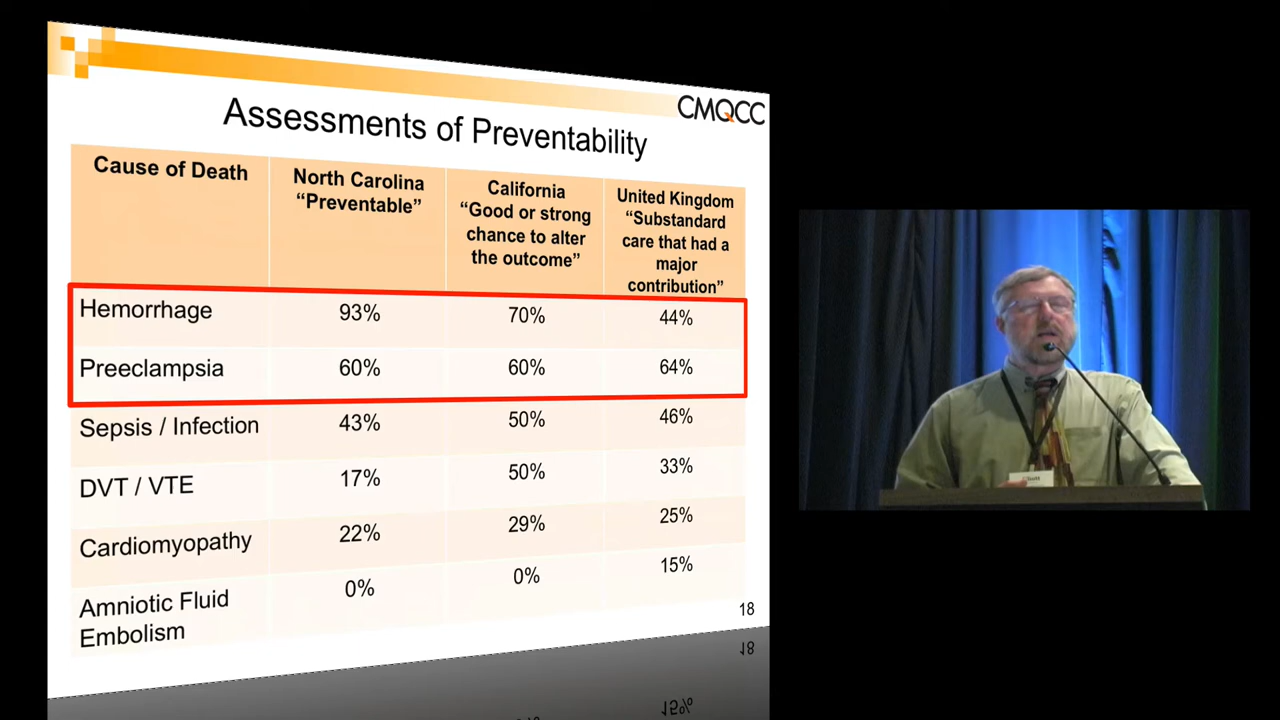 CMQCC
Assessments of Preventability
Cause of Death
North Carolina
“Preventable”
California
“Good or strong
chance to alter
the outcome”
United Kingdom
“Substandard
care that had a
major
contribution”
Hemorrhage 93% 70% 44%
Preeclampsia 60% 60% 64%
Sepsis / Infection 43% 50% 46%
DVT / VTE 17% 50% 33%
Cardiomyopathy 22% 29% 25%
Amniotic Fluid
Embolism
0% 0% 15%
18